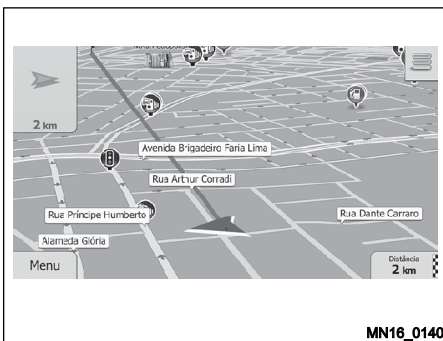 2 km
Avenida Brigadeiro Faria Lima
Rua Arthur Corradi
Rua Príncipe Humberto
Rua Dante Carraro
Alameda Glória
Menu
Distância
2 km
MN16_0140